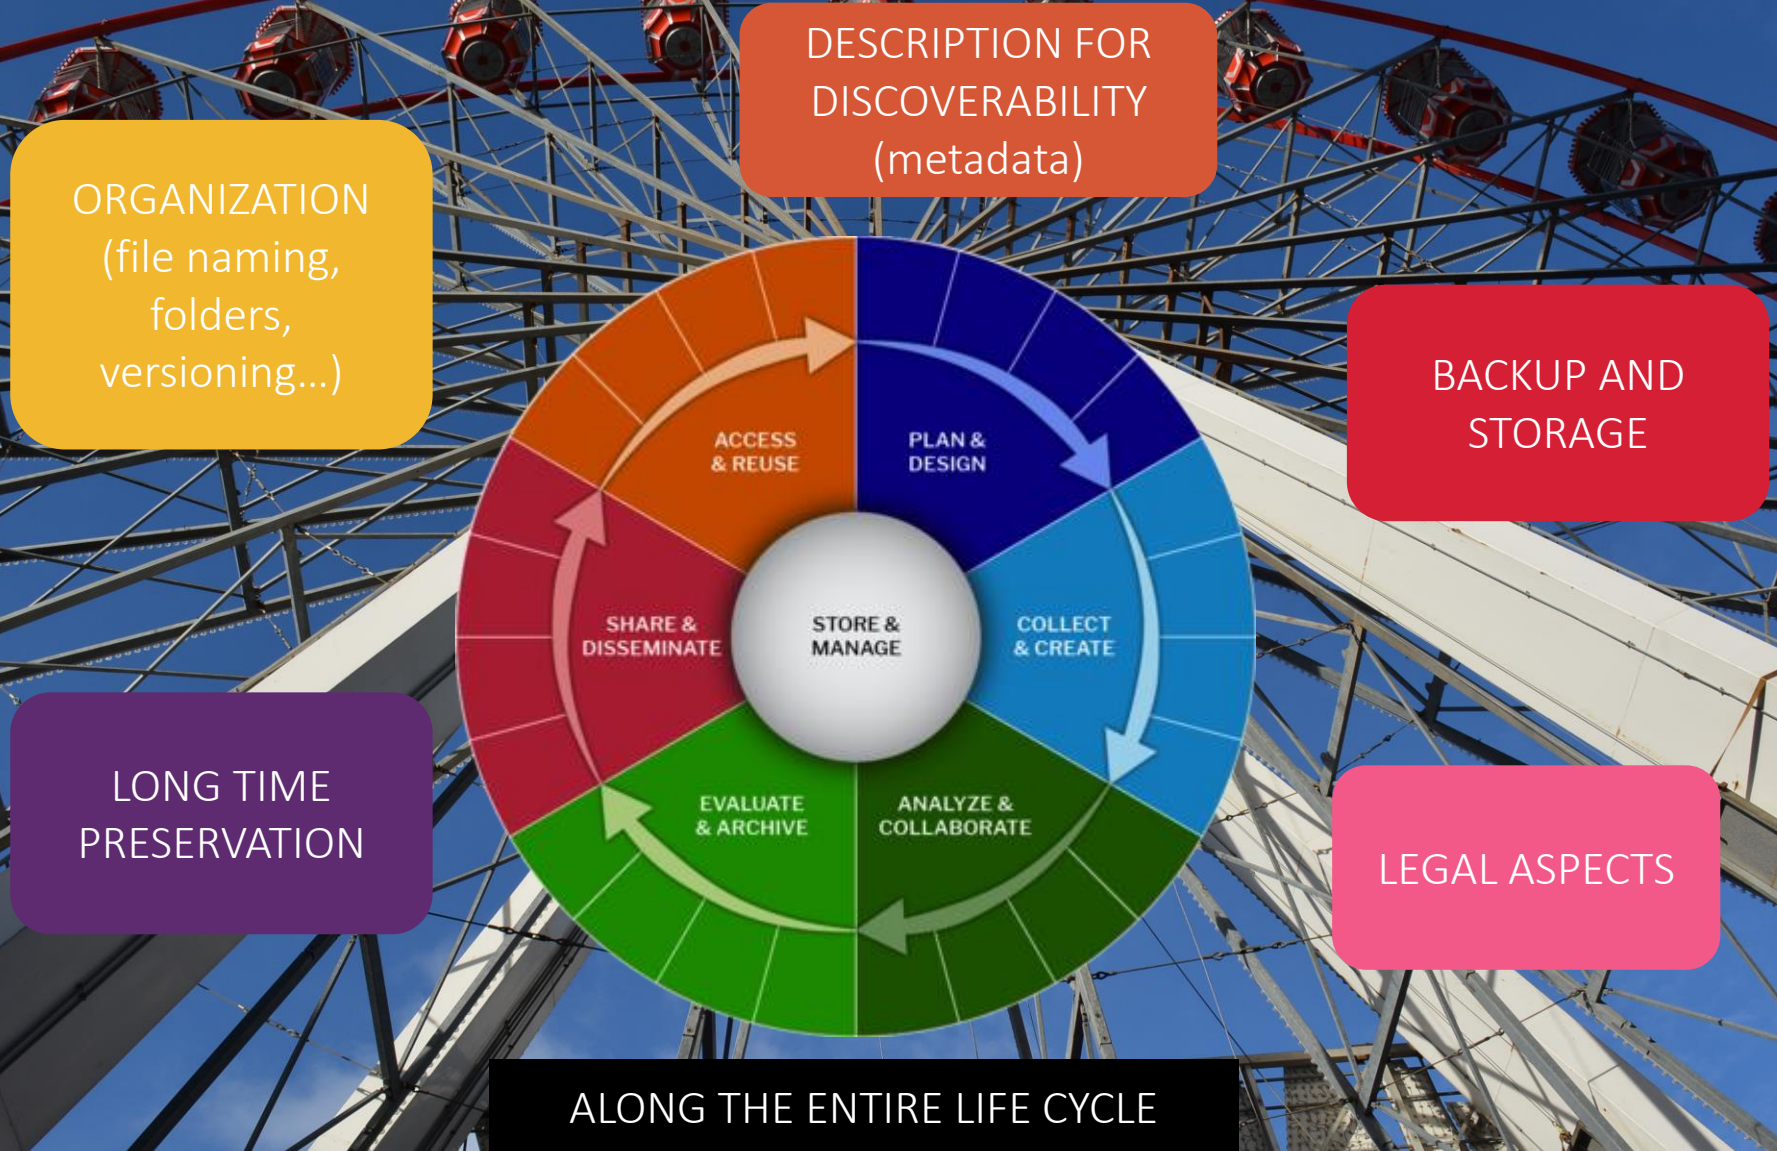 DESCRIPTION FOR
DISCOVERABILITY
(metadata)
ORGANIZATION
(file naming,
folders,
versioning...)
BACKUP AND
STORAGE
ACCESS
& REUSE
PLAN &
DESIGN
SHARE &
DISSEMINATE
STORE &
MANAGE
COLLECT
& CREATE
EVALUATE
& ARCHIVE
ANALYZE &
COLLABORATE
LONG TIME
PRESERVATION
LEGAL ASPECTS
ALONG THE ENTIRE LIFE CYCLE